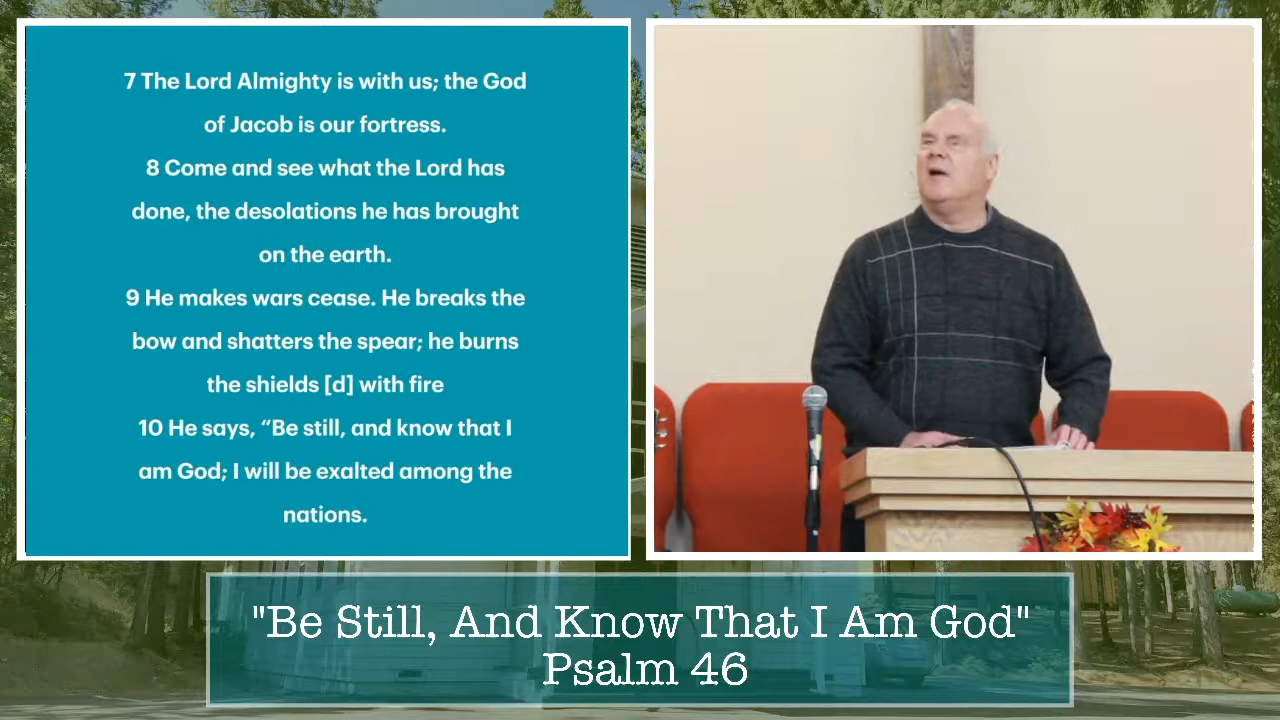 7 The Lord Almighty is with us; the God
of Jacob is our fortress.
8 Come and see what the Lord has
done, the desolations he has brought
on the earth.
9 He makes wars cease. He breaks the
bow and shatters the spear; he burns
the shields [d] with fire
10 He says, “Be still, and know that I
am God; I will be exalted among the
nations.
"Be Still, And Know That I Am God"
Psalm 46